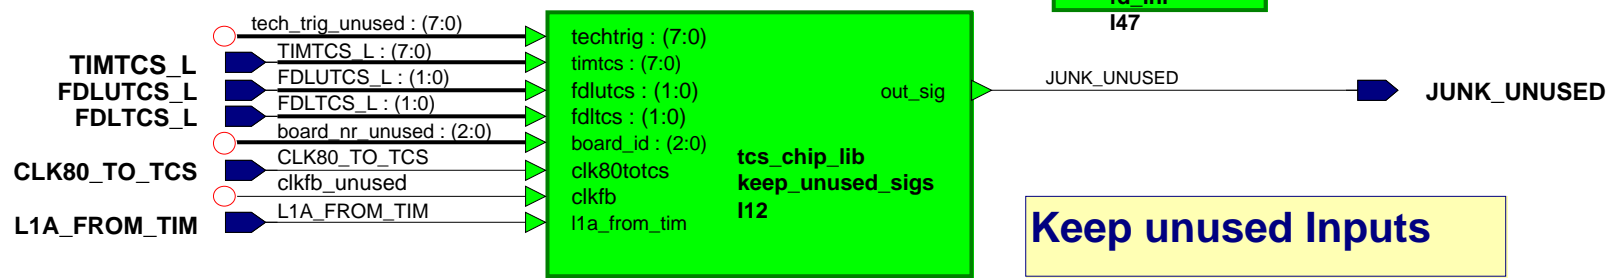 I47
tech_trig_unused : (7:0)
techtrig : (7:0)
TIMTCS_L
TIMTCS_L : (7:0)
timtcs : (7:0)
FDLUTCS_L
FDLUTCS_L : (1:0)
fdlutcs : (1:0)
out_sig
JUNK_UNUSED
JUNK_UNUSED
FDLTCS_L
FDLTCS_L : (1:0)
fdltcs : (1:0)
board_nr_unused : (2:0)
board_id : (2:0)
CLK80_TO_TCS
CLK80_TO_TCS
clk80totcs
clkfb_unused
clkfb
L1A_FROM_TIM
L1A_FROM_TIM
l1a_from_tim
tcs_chip_lib
keep_unused_sigs
I12
Keep unused Inputs